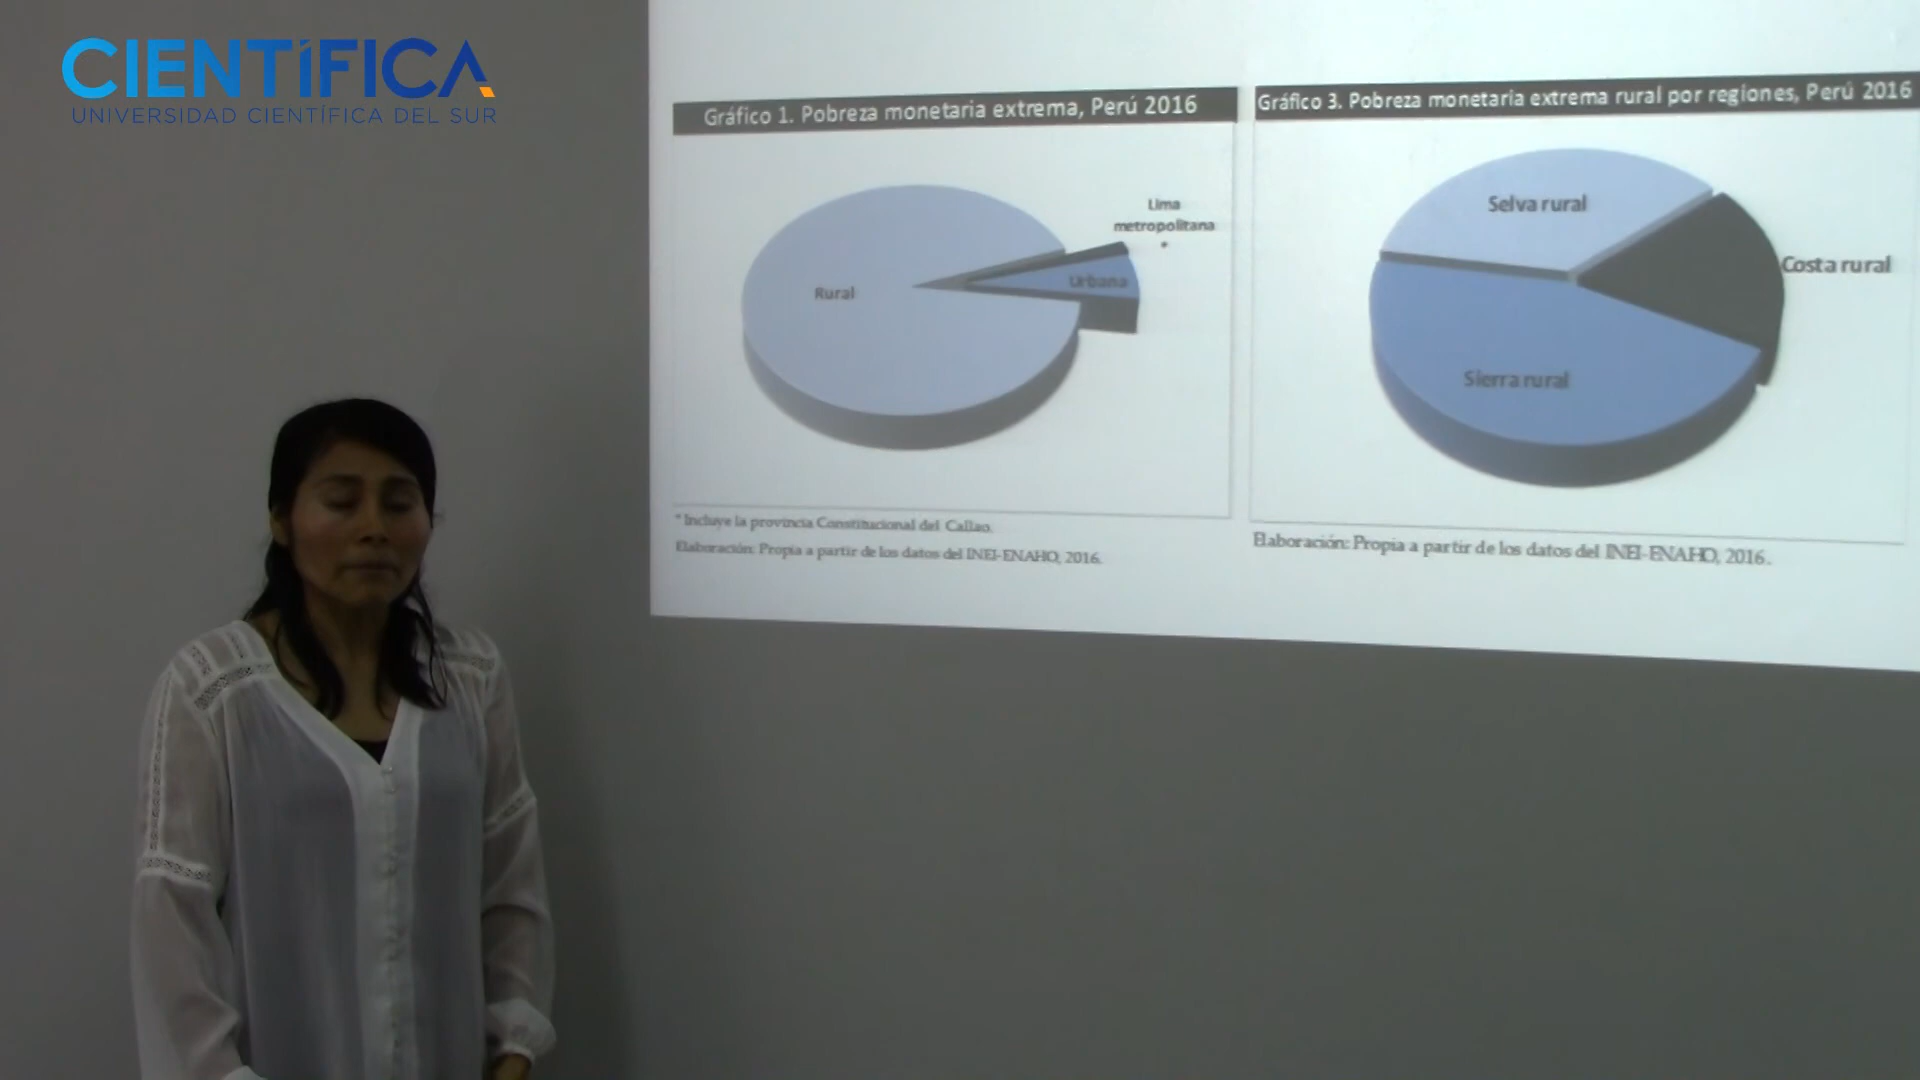 CIENTÍFICA
UNIVERSIDAD CIENTÍFICA DEL SUR
Gráfico 1. Pobreza monetaria extrema, Perú 2016
Rural
Lima
metropolitana
*
Urbana
* Incluye la provincia Constitucional del Callao.
Elaboración: Propia a partir de los datos del INEI-ENAHO, 2016.
Gráfico 3. Pobreza monetaria extrema rural por regiones, Perú 2016
Selva rural
Costa rural
Sierra rural
Elaboración: Propia a partir de los datos del INEI-ENAHO, 2016.